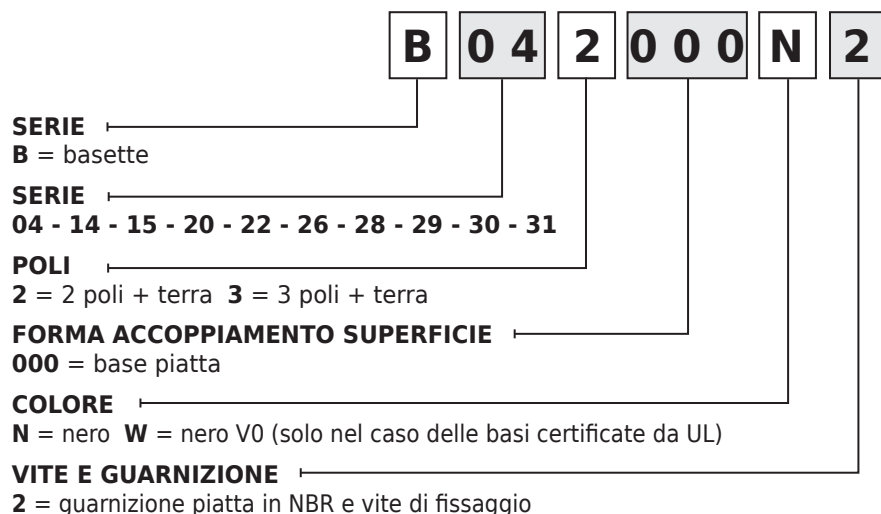 B 0 4 2 0 0 0 N 2
SERIE
B = basette
SERIE
04 - 14 - 15 - 20 - 22 - 26 - 28 - 29 - 30 - 31
POLI
2 = 2 poli + terra 3 = 3 poli + terra
FORMA ACCOPPIAMENTO SUPERFICIE
000 = base piatta
COLORE
N = nero W = nero V0 (solo nel caso delle basi certificate da UL)
VITE E GUARNIZIONE
2 = guarnizione piatta in NBR e vite di fissaggio